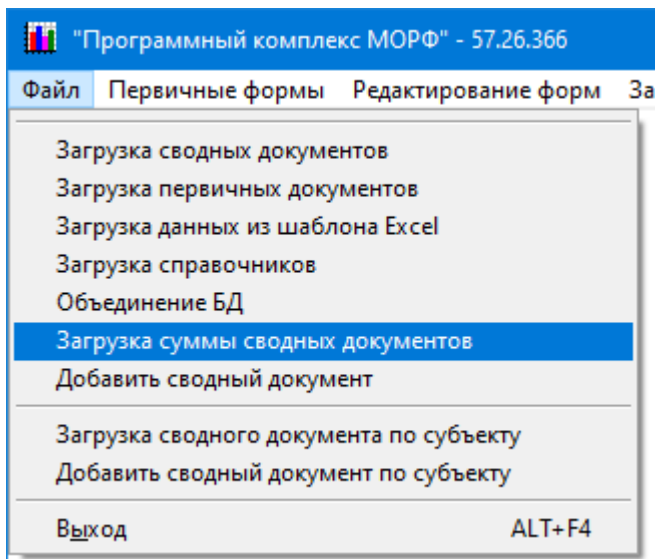 "Программный комплекс МОРФ" - 57.26.366
Файл Первичные формы Редактирование форм За
Загрузка сводных документов
Загрузка первичных документов
Загрузка данных из шаблона Excel
Загрузка справочников
Объединение БД
Загрузка суммы сводных документов
Добавить сводный документ
Загрузка сводного документа по субъекту
Добавить сводный документ по субъекту
Выход ALT+F4